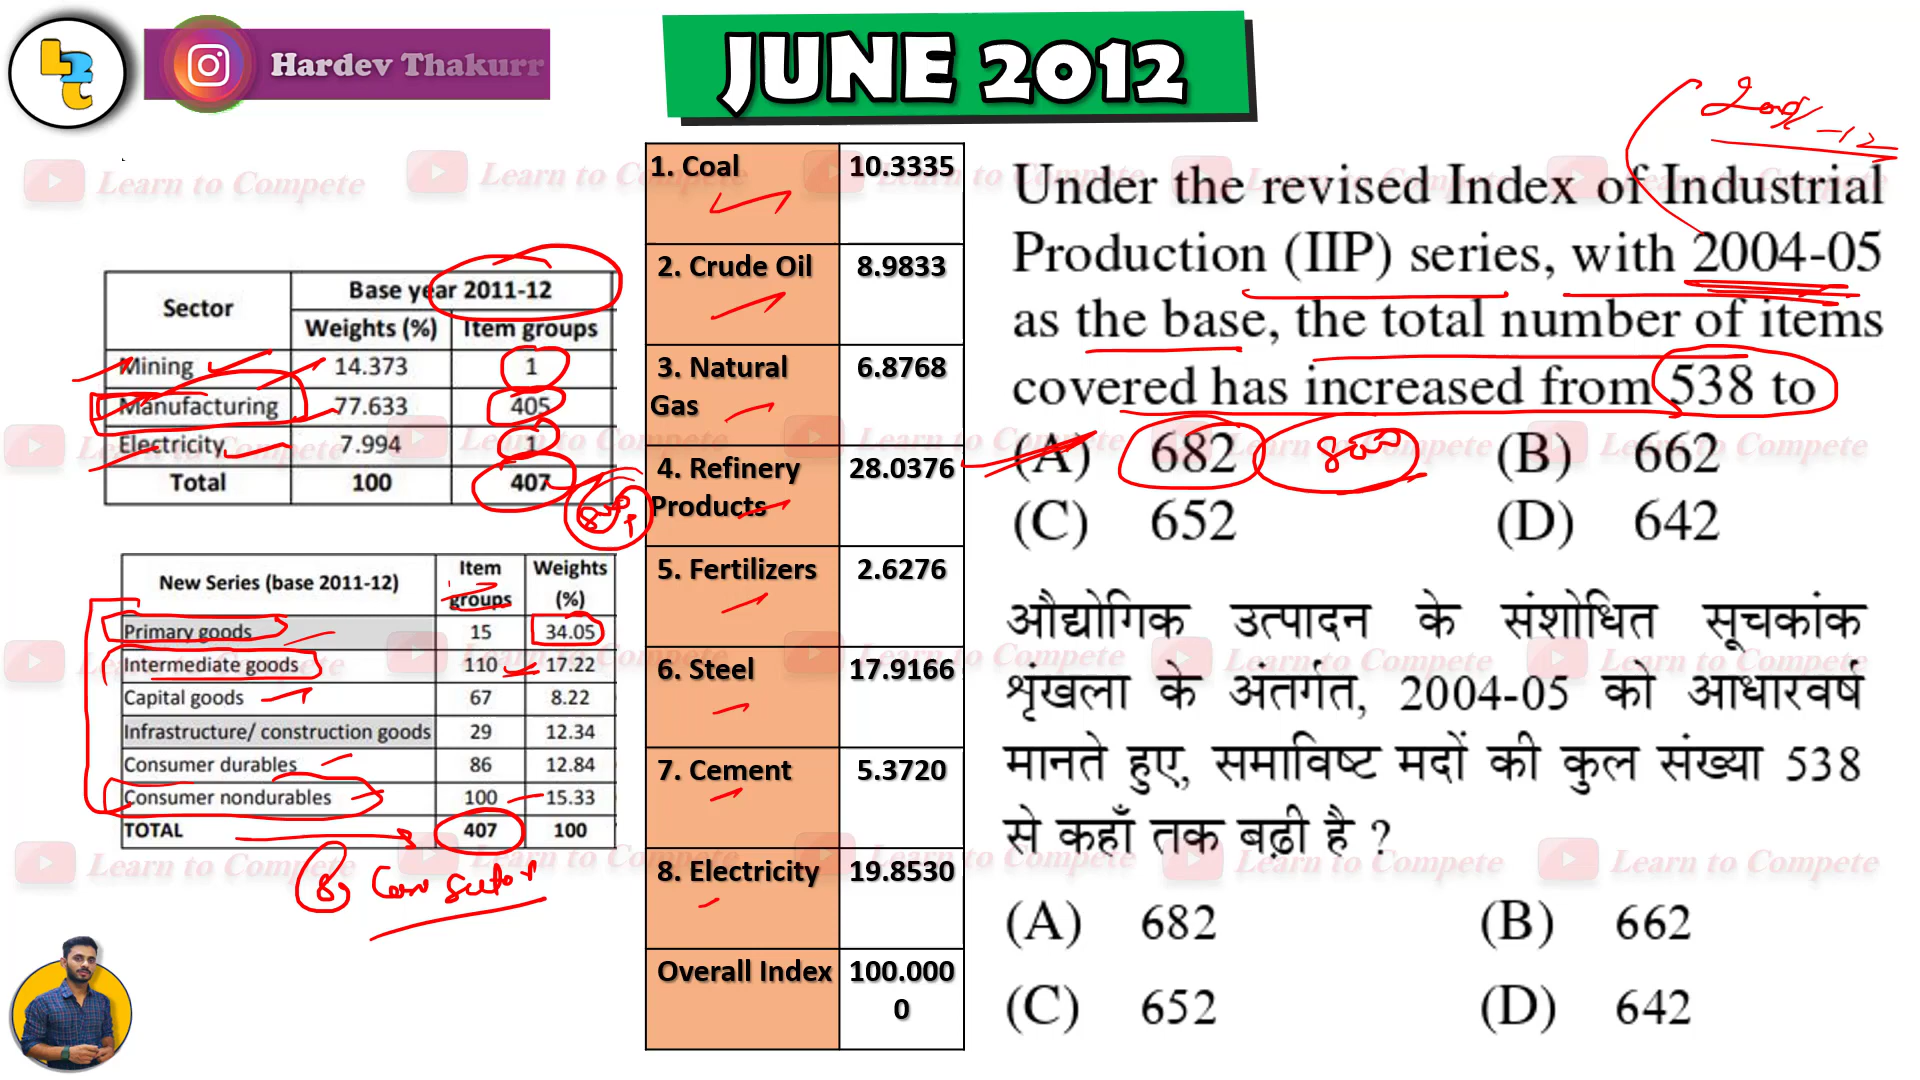 Hardev Thakurr
JUNE 2012
Sector
Base year 2011-12
Weights (%) Item groups
Mining 14.373 1
Manufacturing 77.633 405
Electricity 7.994 1
Total 100 407
New Series (base 2011-12) Item groups Weights (%)
Primary goods 15 34.05
Intermediate goods 110 17.22
Capital goods 67 8.22
Infrastructure/ construction goods 29 12.34
Consumer durables 86 12.84
Consumer nondurables 100 15.33
TOTAL 407 100
1. Coal 10.3335
2. Crude Oil 8.9833
3. Natural Gas 6.8768
4. Refinery Products 28.0376
5. Fertilizers 2.6276
6. Steel 17.9166
7. Cement 5.3720
8. Electricity 19.8530
Overall Index 100.000
0
Under the revised Index of Industrial
Production (IIP) series, with 2004-05
as the base, the total number of items
covered has increased from 538 to
(A) 682 (B) 662
(C) 652 (D) 642
औद्योगिक उत्पादन के संशोधित सूचकांक
शृंखला के अंतर्गत, 2004-05 को आधारवर्ष
मानते हुए, समाविष्ट मदों की कुल संख्या 538
से कहाँ तक बढ़ी है ?
(A) 682 (B) 662
(C) 652 (D) 642
Learn to Compete